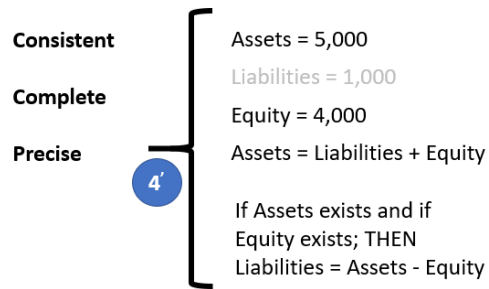 Consistent
Complete
Precise
4′
Assets = 5,000
Liabilities = 1,000
Equity = 4,000
Assets = Liabilities + Equity
If Assets exists and if
Equity exists; THEN
Liabilities = Assets - Equity